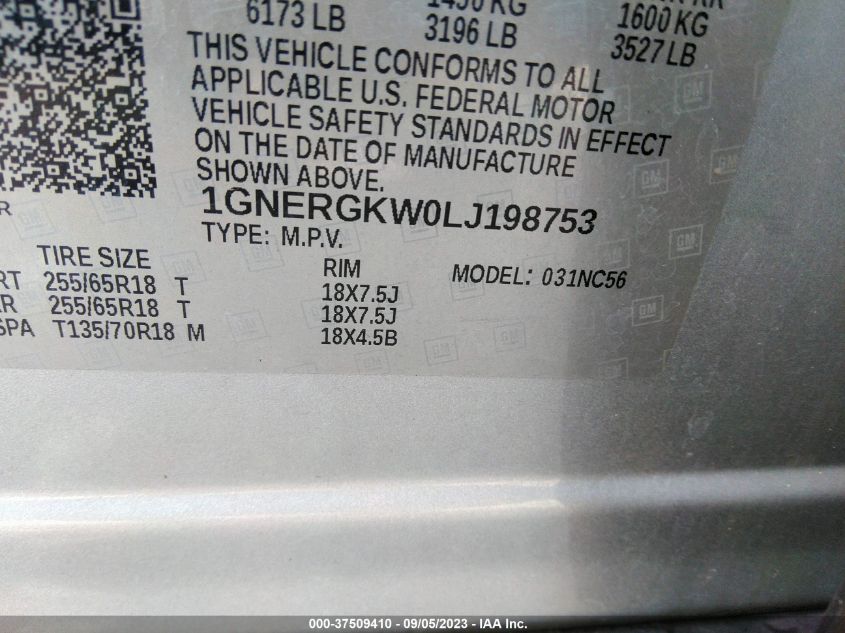 6173 LB
3196 LB
1600 KG
3527 LB
THIS VEHICLE CONFORMS TO ALL
APPLICABLE U.S. FEDERAL MOTOR
VEHICLE SAFETY STANDARDS IN EFFECT
ON THE DATE OF MANUFACTURE
SHOWN ABOVE.
1GNERGKW0LJ198753
TYPE: M.P.V.
MODEL: 031NC56
TIRE SIZE RIM
RT 255/65R18 T 18X7.5J
R 255/65R18 T 18X7.5J
SPA T135/70R18 M 18X4.5B
GM
000-37509410 - 09/05/2023 - IAA Inc.